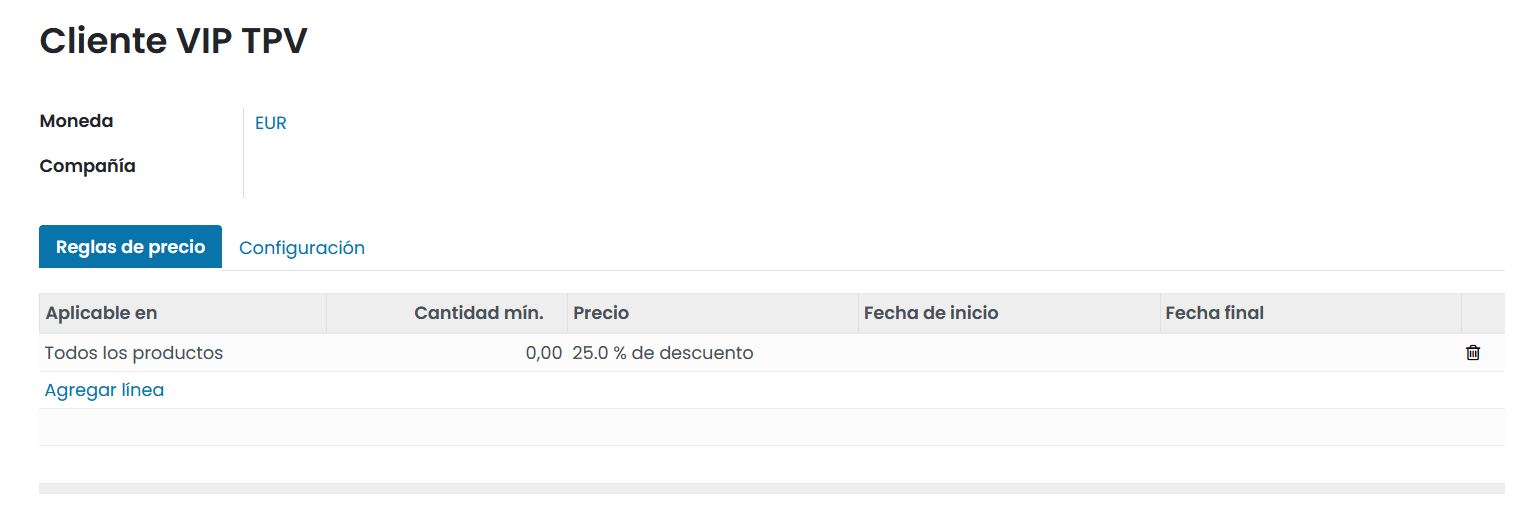 Cliente VIP TPV
Moneda EUR
Compañía
Reglas de precio Configuración
Aplicable en Cantidad mín. Precio Fecha de inicio Fecha final
Todos los productos 0,00 25.0 % de descuento
Agregar línea